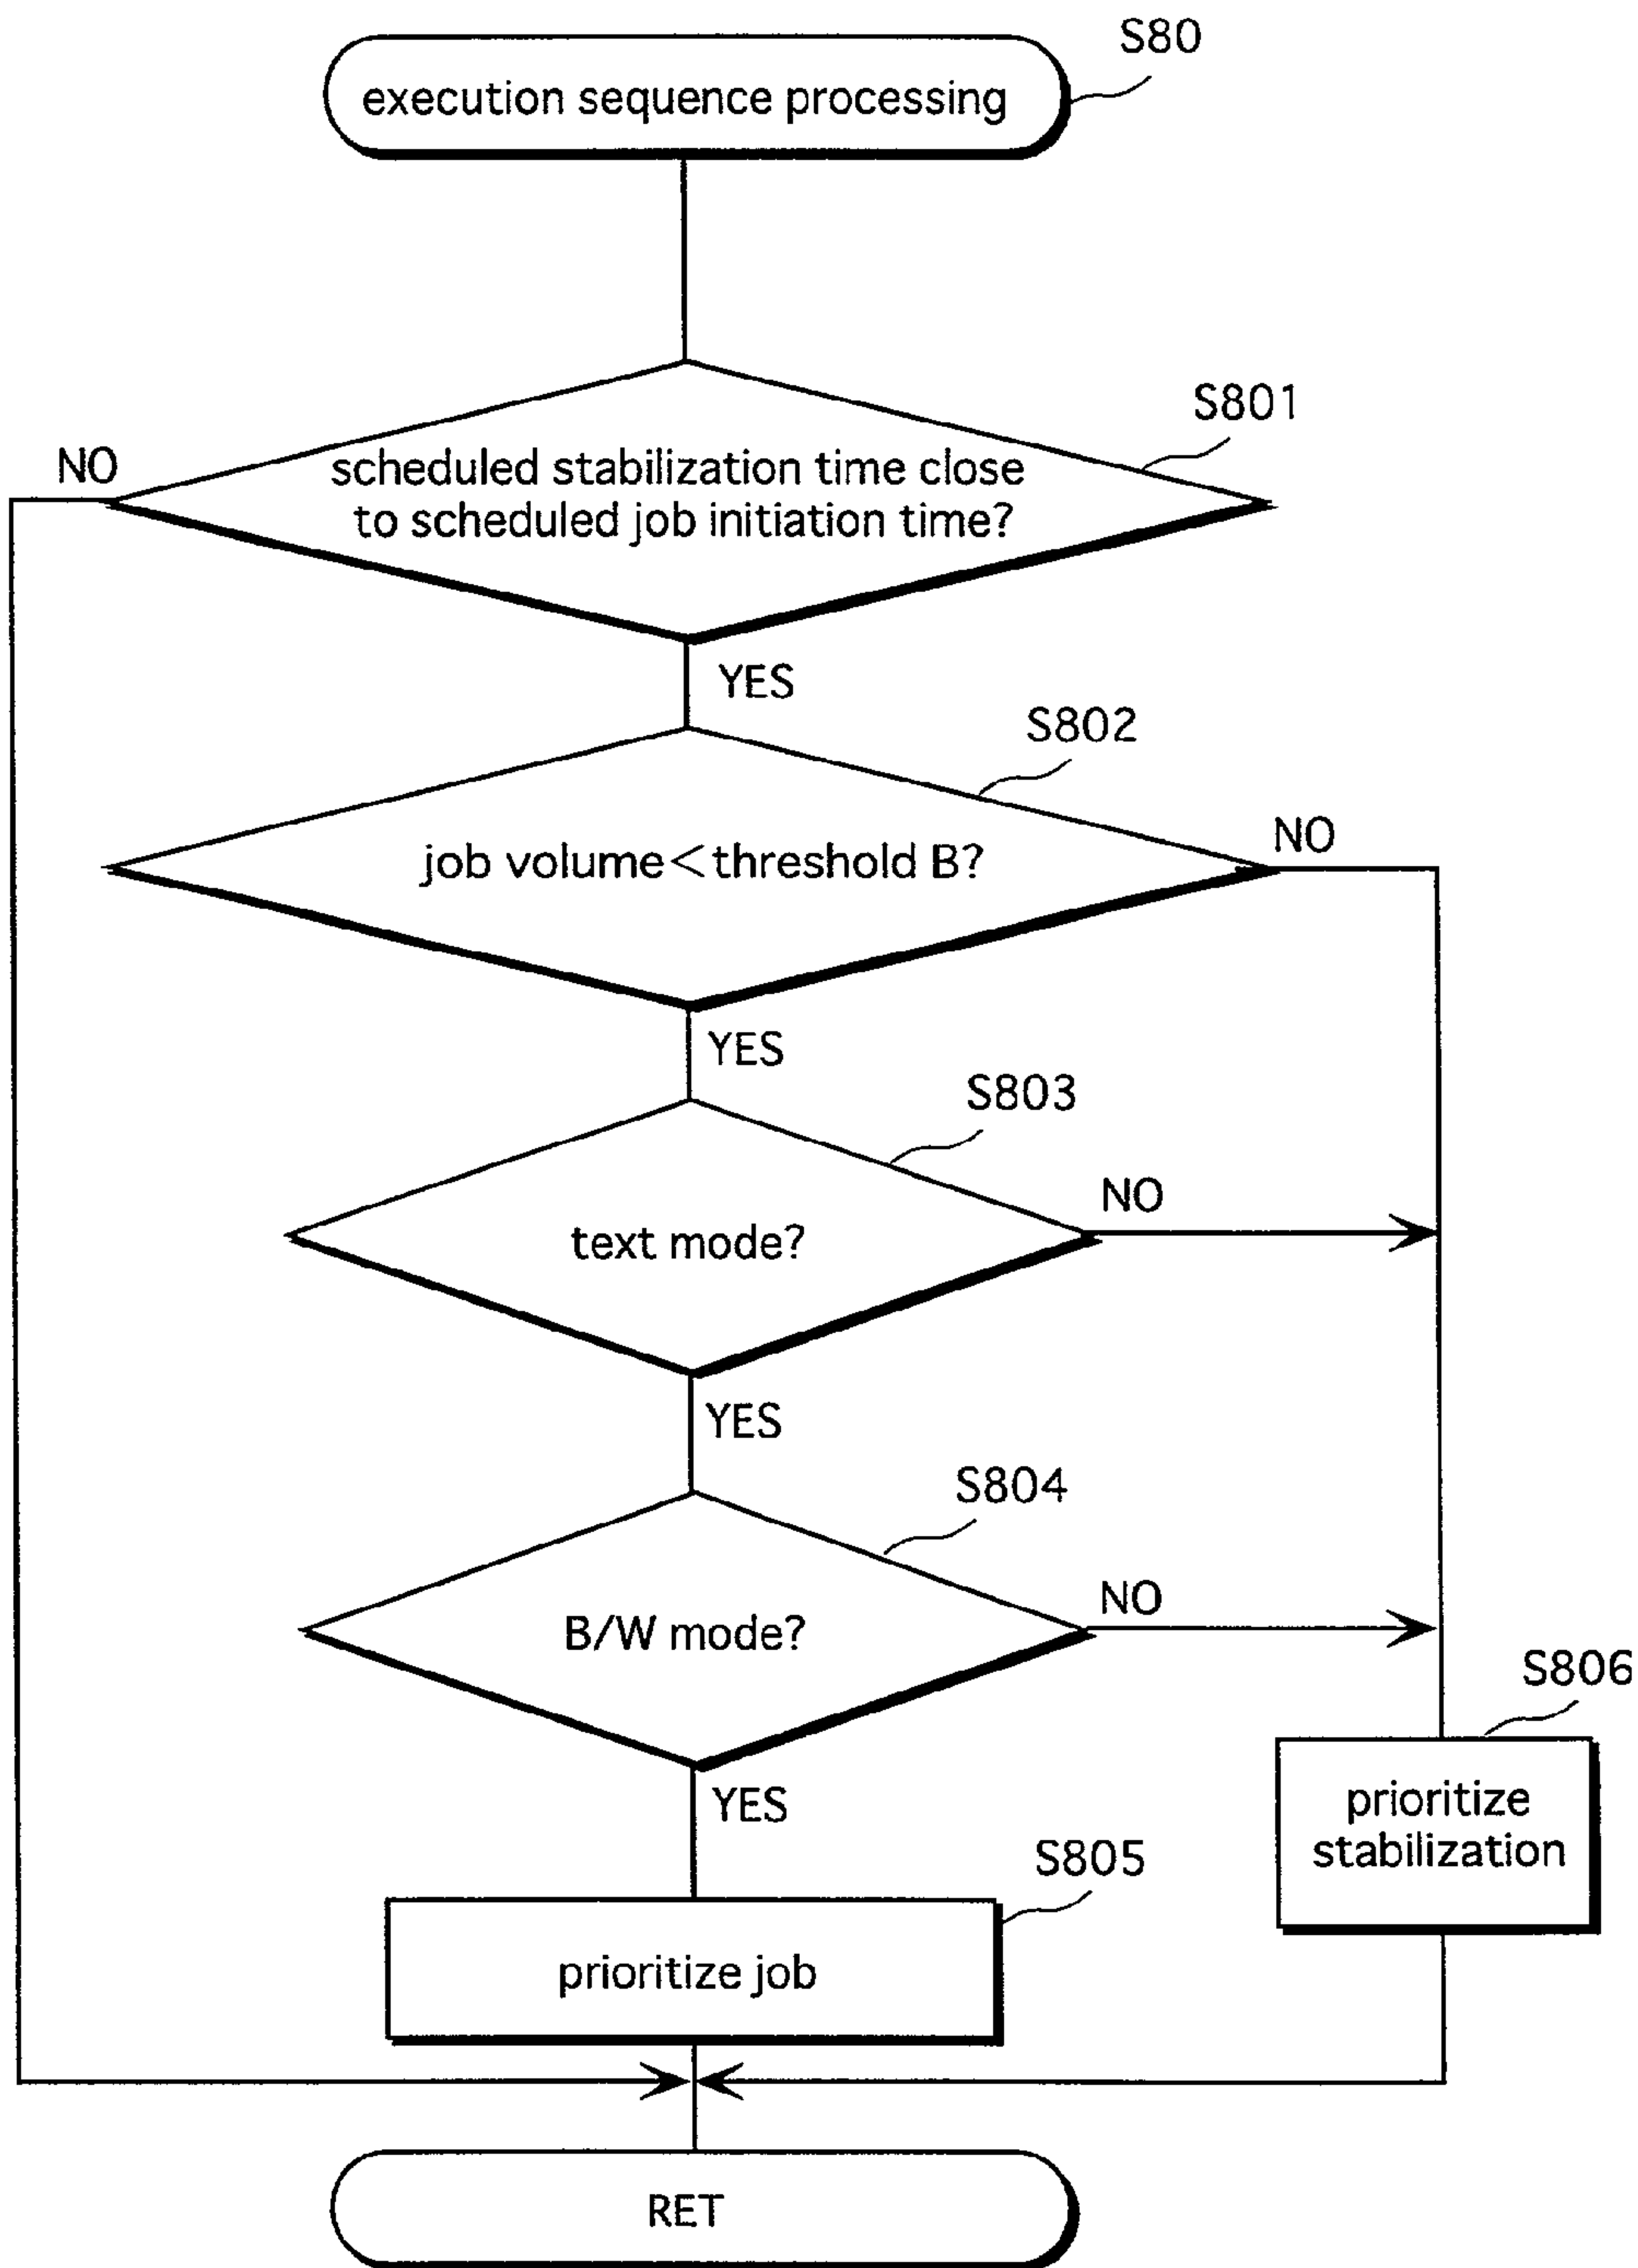 S80
execution sequence processing
S801
NO
scheduled stabilization time close
to scheduled job initiation time?
YES
S802
NO
job volume<threshold B?
YES
S803
NO
text mode?
YES
S804
NO
B/W mode?
S806
YES
prioritize
stabilization
S805
prioritize job
RET